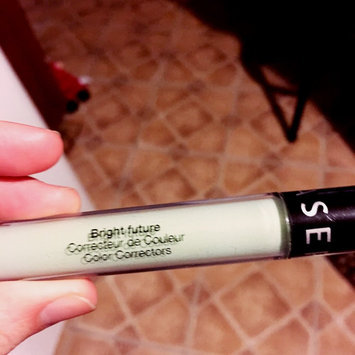 Bright future
Correcteur de Couleur
Color Correctors
SE